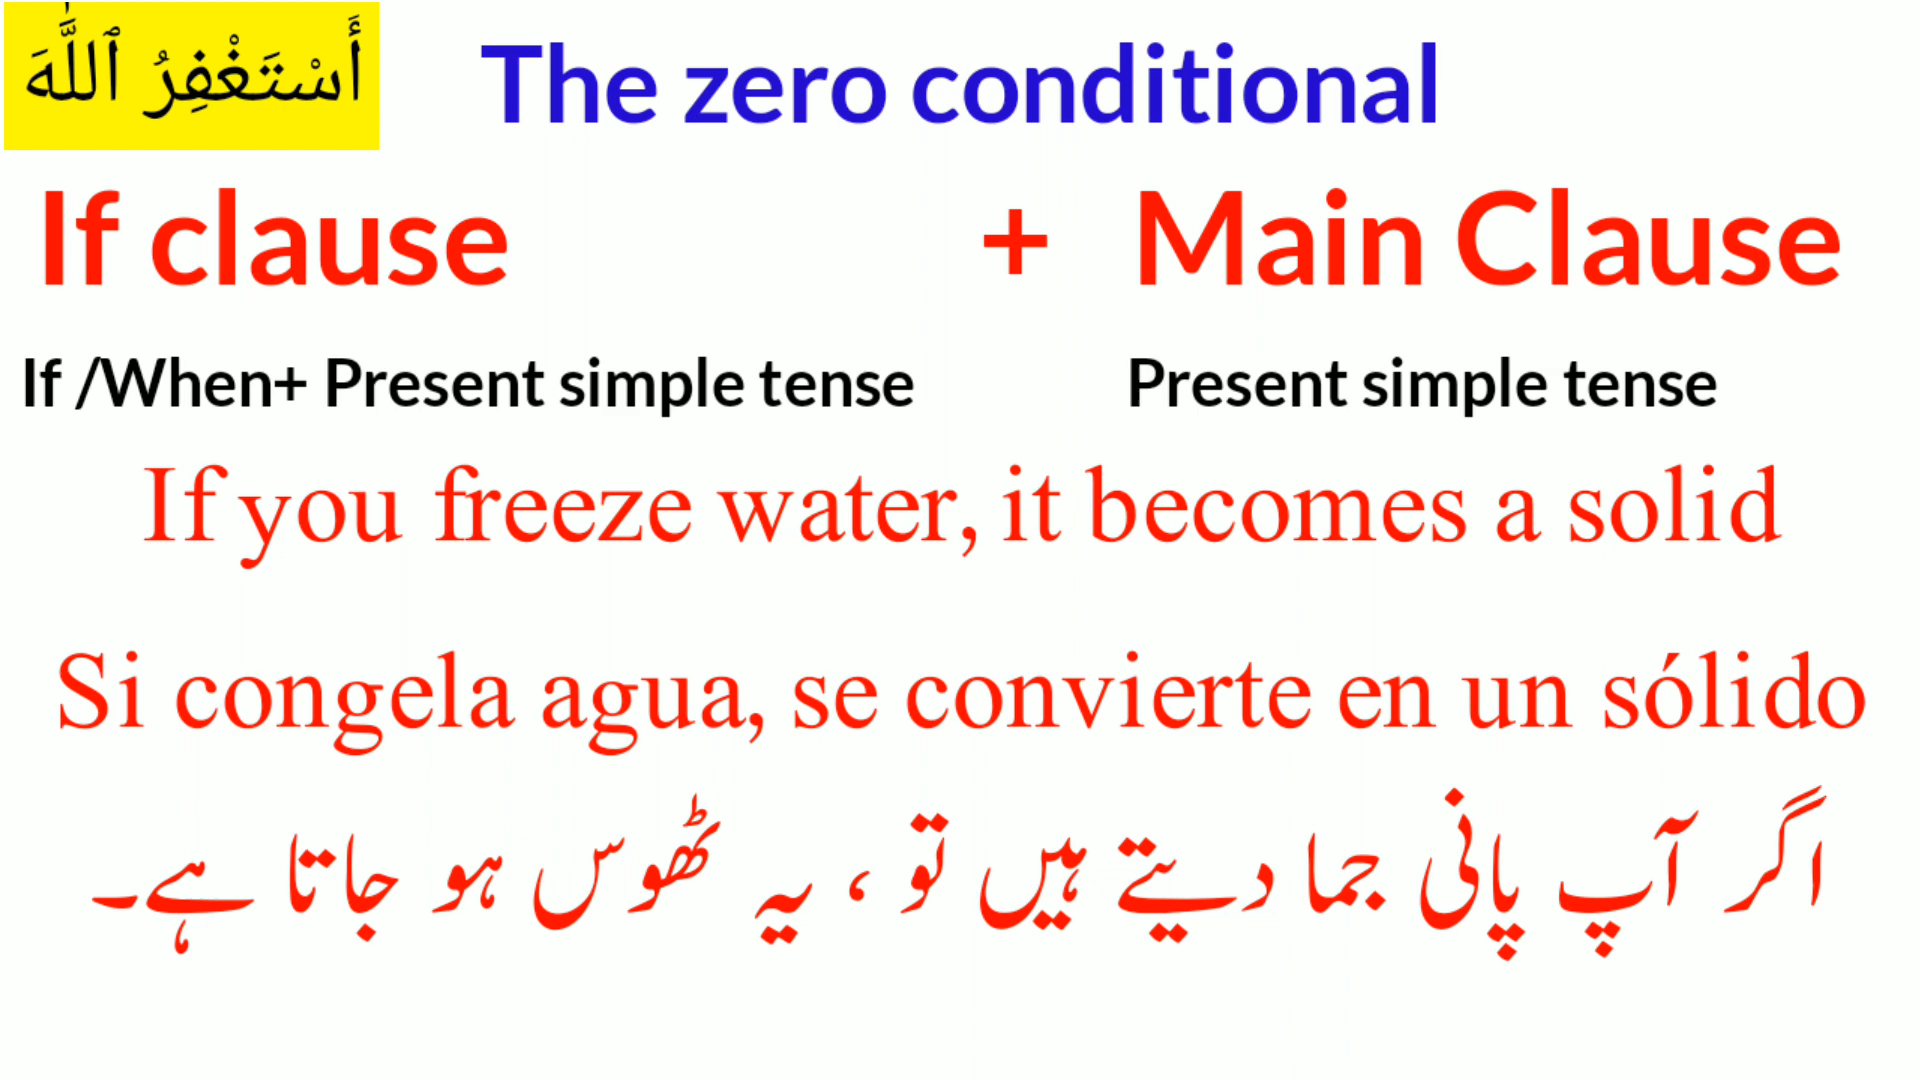 أَسْتَغْفِرُ ٱللَّٰهَ
The zero conditional
If clause + Main Clause
If /When+ Present simple tense Present simple tense
If you freeze water, it becomes a solid
Si congela agua, se convierte en un sólido
اگر آپ پانی جما دیتے ہیں تو ، یہ ٹھوس ہو جاتا ہے۔